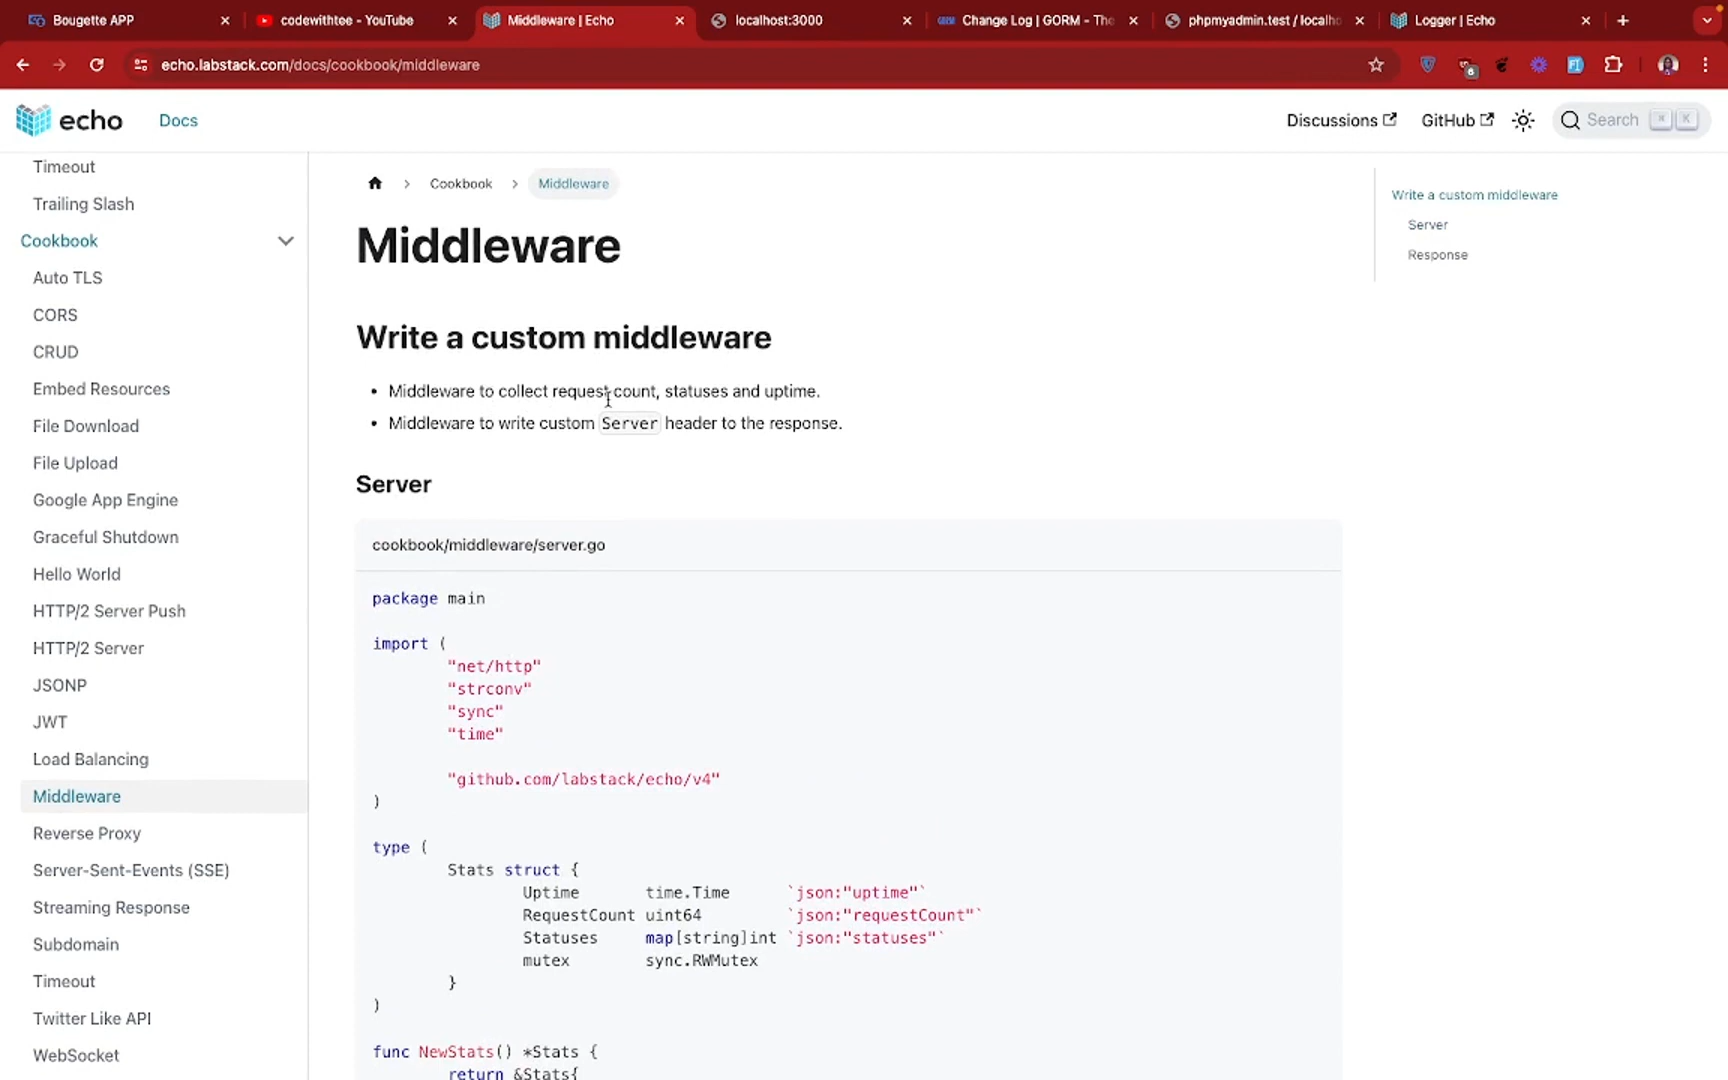 Bougette APP
codewithtee - YouTube
Middleware | Echo
localhost:3000
Change Log | GORM - The
phpmyadmin.test / localho
Logger | Echo
echo.labstack.com/docs/cookbook/middleware
6
echo
Docs
Discussions
GitHub
Search
K
Timeout
Trailing Slash
Cookbook
Auto TLS
CORS
CRUD
Embed Resources
File Download
File Upload
Google App Engine
Graceful Shutdown
Hello World
HTTP/2 Server Push
HTTP/2 Server
JSONP
JWT
Load Balancing
Middleware
Reverse Proxy
Server-Sent-Events (SSE)
Streaming Response
Subdomain
Timeout
Twitter Like API
WebSocket
Cookbook
Middleware
Middleware
Write a custom middleware
• Middleware to collect request count, statuses and uptime.
• Middleware to write custom Server header to the response.
Server
cookbook/middleware/server.go
package main
import (
"net/http"
"strconv"
"sync"
"time"
"github.com/labstack/echo/v4"
)
type (
Stats struct {
Uptime time.Time `json:"uptime"`
RequestCount uint64 `json:"requestCount"`
Statuses map[string]int `json:"statuses"`
mutex sync.RWMutex
}
)
func NewStats() *Stats {
return &Stats{
Write a custom middleware
Server
Response